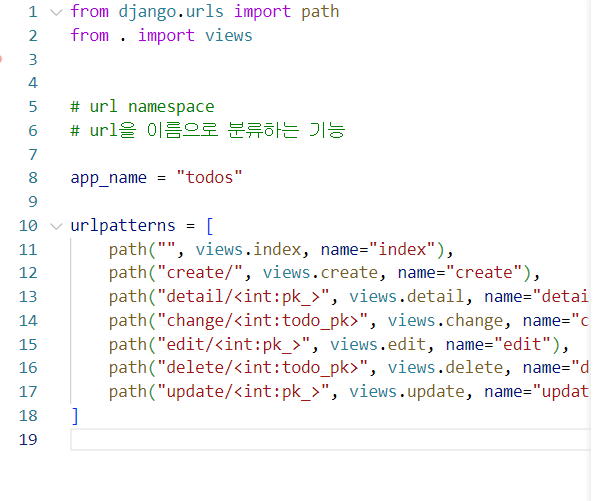 1 from django.urls import path
2 from . import views
3
4
5 # url namespace
6 # url을 이름으로 분류하는 기능
7
8 app_name = "todos"
9
10 urlpatterns = [
11 path("", views.index, name="index"),
12 path("create/", views.create, name="create"),
13 path("detail/<int:pk_>", views.detail, name="detai
14 path("change/<int:todo_pk>", views.change, name="c
15 path("edit/<int:pk_>", views.edit, name="edit"),
16 path("delete/<int:todo_pk>", views.delete, name="d
17 path("update/<int:pk_>", views.update, name="updat
18 ]
19